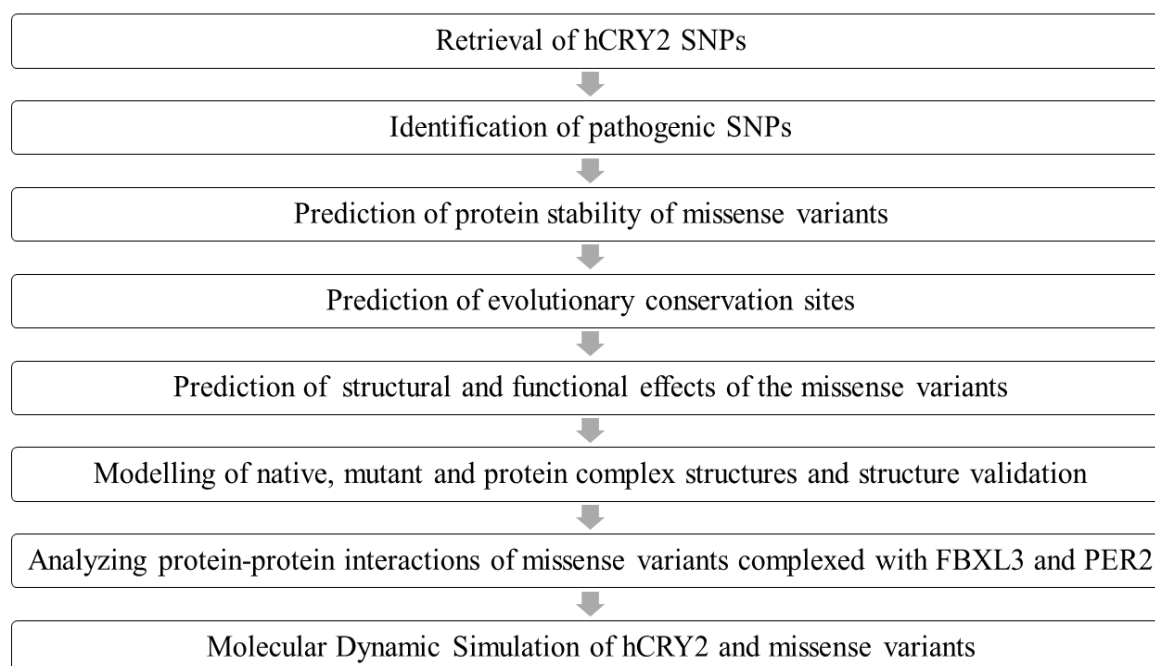 Retrieval of hCRY2 SNPs
Identification of pathogenic SNPs
Prediction of protein stability of missense variants
Prediction of evolutionary conservation sites
Prediction of structural and functional effects of the missense variants
Modelling of native, mutant and protein complex structures and structure validation
Analyzing protein-protein interactions of missense variants complexed with FBXL3 and PER2
Molecular Dynamic Simulation of hCRY2 and missense variants